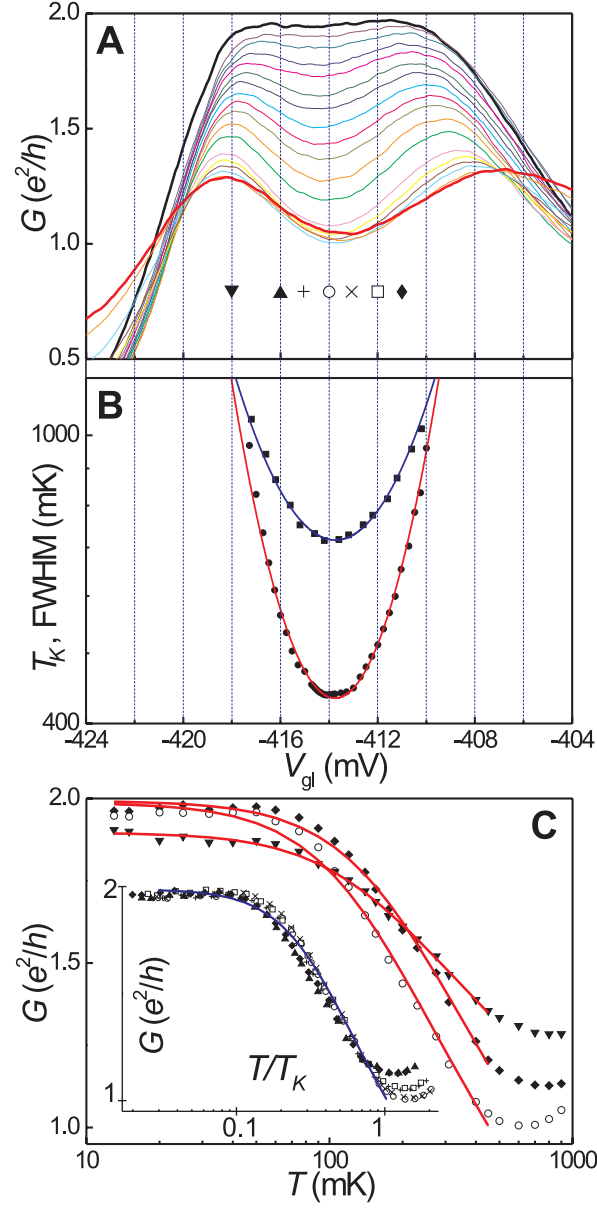 A
2.0
1.5
1.0
0.5
G (e²/h)
B
1000
400
T_K, FWHM (mK)
−424 −420 −416 −412 −408 −404
V_gl (mV)
C
2.0
1.5
1.0
G (e²/h)
2
1
G (e²/h)
T/T_K
0.1 1
10 100 1000
T (mK)